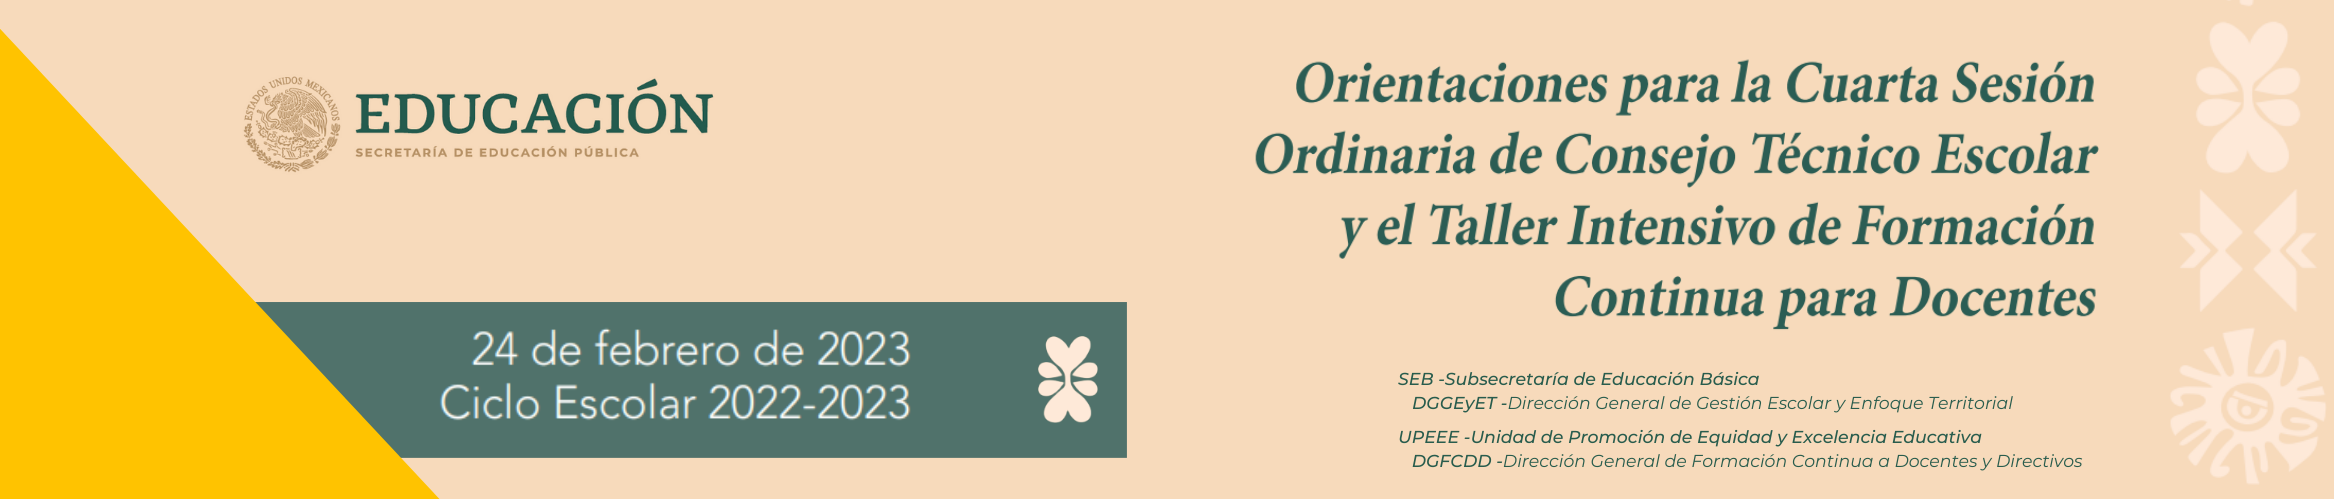 ESTADOS UNIDOS MEXICANOS
EDUCACIÓN
SECRETARÍA DE EDUCACIÓN PÚBLICA
24 de febrero de 2023
Ciclo Escolar 2022-2023
Orientaciones para la Cuarta Sesión
Ordinaria de Consejo Técnico Escolar
y el Taller Intensivo de Formación
Continua para Docentes
SEB -Subsecretaría de Educación Básica
DGGEyET -Dirección General de Gestión Escolar y Enfoque Territorial
UPEEE -Unidad de Promoción de Equidad y Excelencia Educativa
DGFCDD -Dirección General de Formación Continua a Docentes y Directivos